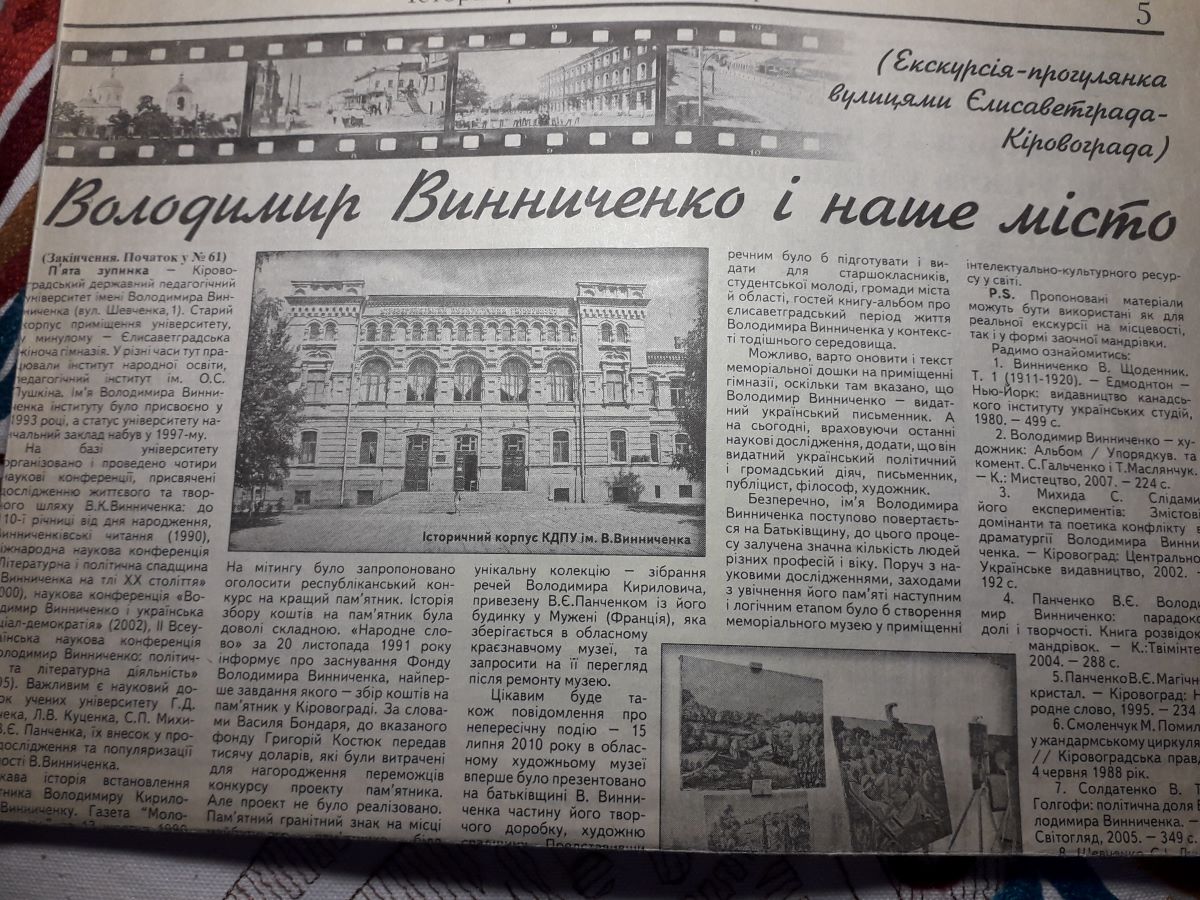 5
(Екскурсія-прогулянка
вулицями Єлисаветграда-
Кіровограда)
Володимир Винниченко і наше місто
(Закінчення. Початок у № 61)
П'ята зупинка – Кірово-
градський державний педагогічний
університет імені Володимира Вин-
ниченка (вул. Шевченка, 1). Старий
корпус приміщення університету,
у минулому – Єлисаветградська
жіноча гімназія. У різні часи тут пра-
цювали інститут народної освіти,
педагогічний інститут ім. О.С.
Пушкіна. Ім'я Володимира Винни-
ченка інституту було присвоєно у
1993 році, а статус університету на-
вчальний заклад набув у 1997-му.
На базі університету
організовано і проведено чотири
наукові конференції, присвячені
дослідженню життєвого та твор-
чого шляху В.К.Винниченка: до
110-ї річниці від дня народження,
Винниченківські читання (1990),
міжнародна наукова конференція
«Літературна і політична спадщина
Винниченка на тлі ХХ століття»
(2000), наукова конференція «Во-
лодимир Винниченко і українська
соціал-демократія» (2002), ІІ Всеу-
країнська наукова конференція
Володимир Винниченко: політич-
та літературна діяльність»
Важливим є науковий до-
учених університету Г.Д.
Л.В. Куценка, С.П. Михи-
В.Є. Панченка, їх внесок у про-
дослідження та популяризації
В.Винниченка.
історія встановлення
Володимиру Кирило-
Винниченку. Газета "Моло-
Історичний корпус КДПУ ім. В.Винниченка
На мітингу було запропоновано
оголосити республіканський кон-
курс на кращий пам'ятник. Історія
збору коштів на пам'ятник була
доволі складною. «Народне сло-
во» за 20 листопада 1991 року
інформує про заснування Фонду
Володимира Винниченка, найпер-
ше завдання якого – збір коштів на
пам'ятник у Кіровограді. За слова-
ми Василя Бондаря, до вказаного
фонду Григорій Костюк передав
тисячу доларів, які були витрачені
для нагородження переможців
конкурсу проекту пам'ятника.
Але проект не було реалізовано.
Пам'ятний гранітний знак на місці
унікальну колекцію – зібрання
речей Володимира Кириловича,
привезену В.Є.Панченком із його
будинку у Мужені (Франція), яка
зберігається в обласному
краєзнавчому музеї, та
запросити на її перегляд
після ремонту музею.
Цікавим буде та-
кож повідомлення про
непересічну подію – 15
липня 2010 року в облас-
ному художньому музеї
вперше було презентовано
на батьківщині В. Винни-
ченка частину його твор-
чого доробку, художню
спадщину. Представивши
речним було б підготувати і ви-
дати для старшокласників,
студентської молоді, громади міста
й області, гостей книгу-альбом про
єлисаветградський період життя
Володимира Винниченка у контекс-
ті тодішнього середовища.
Можливо, варто оновити і текст
меморіальної дошки на приміщенні
гімназії, оскільки там вказано, що
Володимир Винниченко – видат-
ний український письменник. А
на сьогодні, враховуючи останні
наукові дослідження, додати, що він
видатний український політичний
і громадський діяч, письменник,
публіцист, філософ, художник.
Безперечно, ім'я Володимира
Винниченка поступово повертаєть-
ся на Батьківщину, до цього проце-
су залучена значна кількість людей
різних професій і віку. Поруч з на-
уковими дослідженнями, заходами
з увічнення його пам'яті наступним
і логічним етапом було б створення
меморіального музею у приміщенні
інтелектуально-культурного ресур-
су у світі.
P.S. Пропоновані матеріали
можуть бути використані як для
реальної екскурсії на місцевості,
так і у формі заочної мандрівки.
Радимо ознайомитись:
1. Винниченко В. Щоденник.
Т. 1 (1911-1920). – Едмонтон –
Нью-Йорк: видавництво канадсь-
кого інституту українських студій,
1980. – 499 с.
2. Володимир Винниченко – ху-
дожник: Альбом / Упорядкув. та
комент. С.Гальченко і Т.Маслянчук.
– К.: Мистецтво, 2007. – 224 с.
3. Михида С. Слідами
його експериментів: Змістові
домінанти та поетика конфлікту
драматургії Володимира Винни-
ченка. – Кіровоград: Центрально-
Українське видавництво, 2002. –
192 с.
4. Панченко В.Є. Волод
мир Винниченко: парадок
долі і творчості. Книга розвідок
мандрівок. – К.:Твімінте
2004. – 288 с.
5. Панченко В.Є. Магічн
кристал. – Кіровоград:
родне слово, 1995. – 234
6. Смоленчук М. Помил
у жандармському циркуля
// Кіровоградська правд
4 червня 1988 рік.
7. Солдатенко В.
Голгофи: політична доля
лодимира Винниченка. –
Світогляд, 2005. – 349 с.